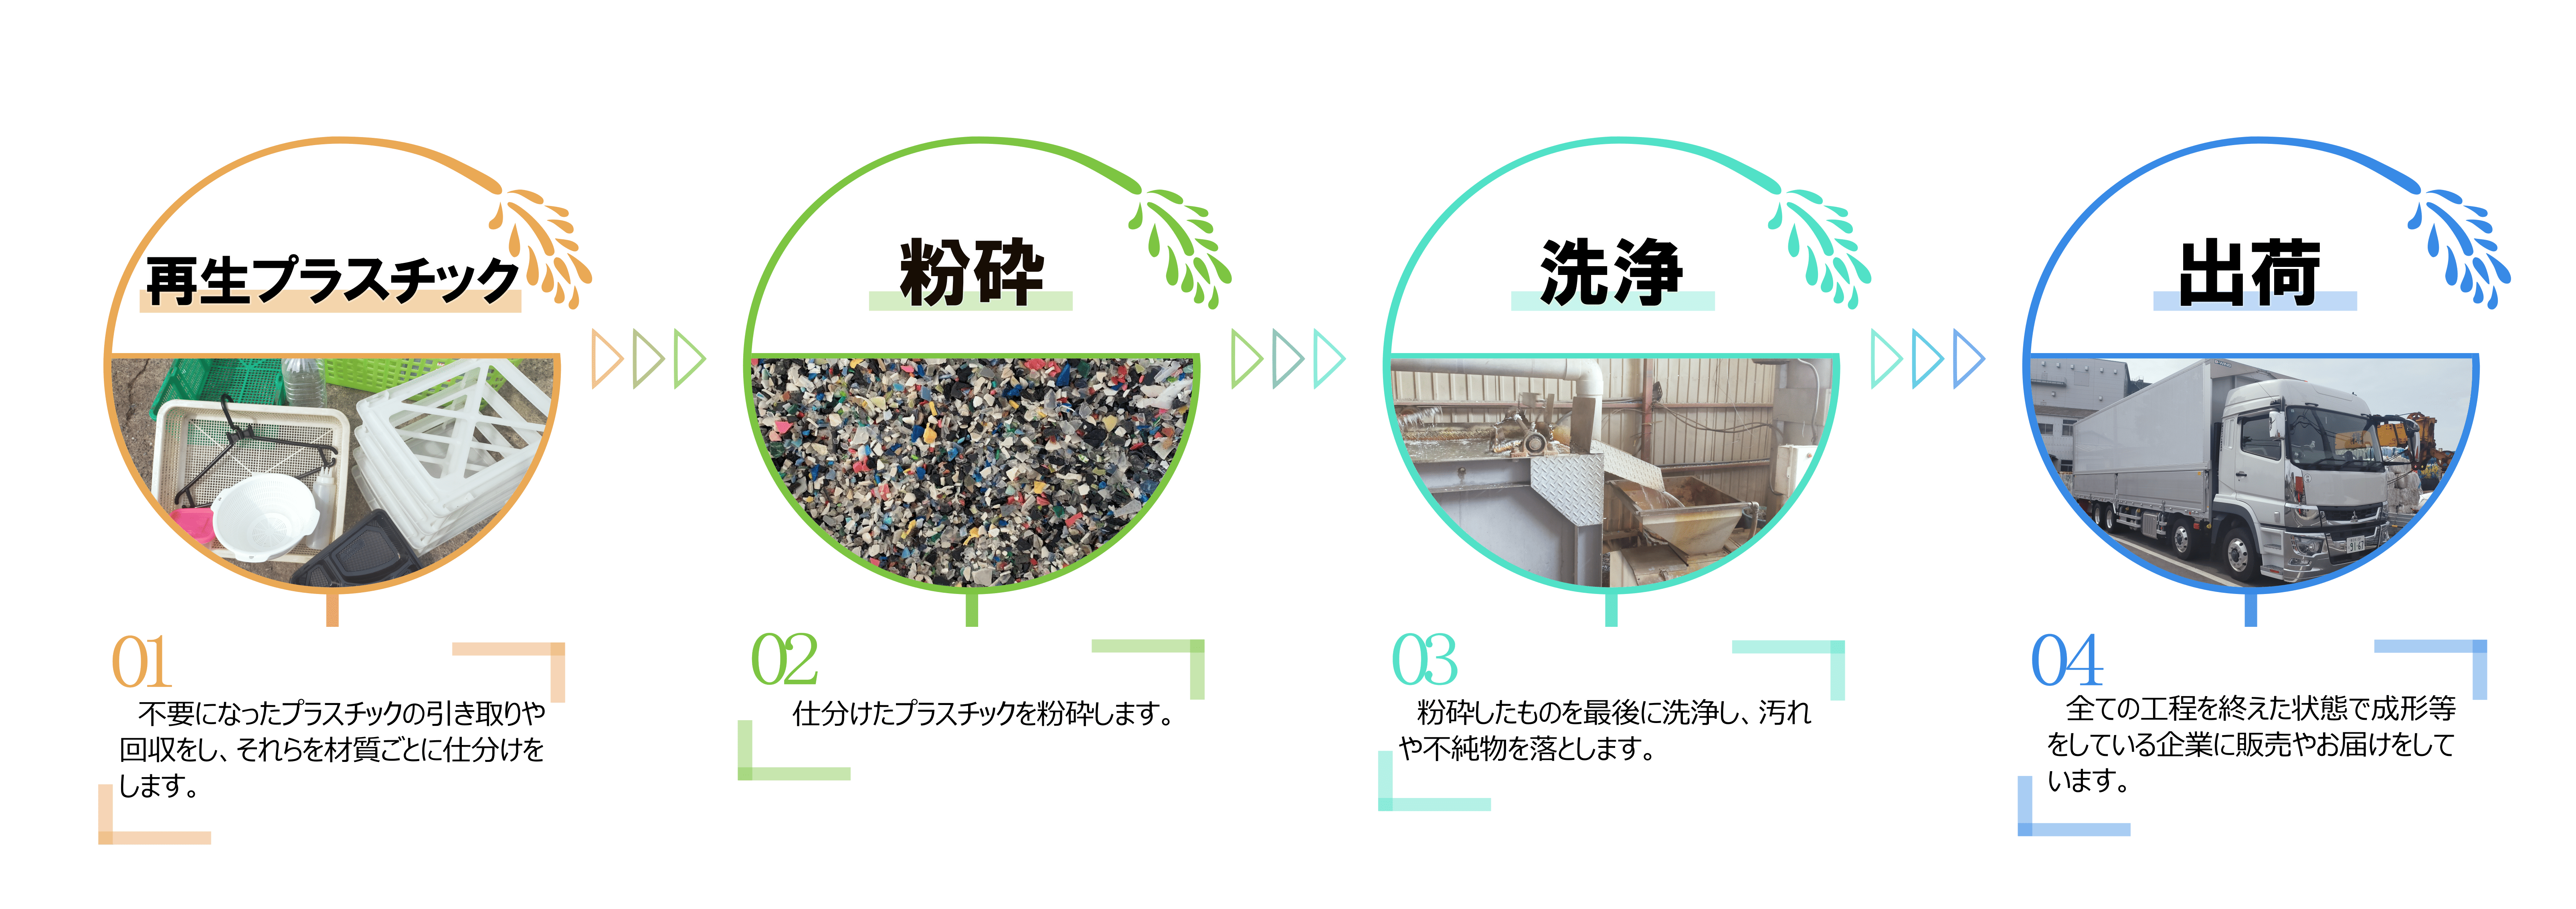 再生プラスチック
粉砕
洗浄
出荷
01
不要になったプラスチックの引き取りや
回収をし、それらを材質ごとに仕分けを
します。
02
仕分けたプラスチックを粉砕します。
03
粉砕したものを最後に洗浄し、汚れ
や不純物を落とします。
04
全ての工程を終えた状態で成形等
をしている企業に販売やお届けをして
います。